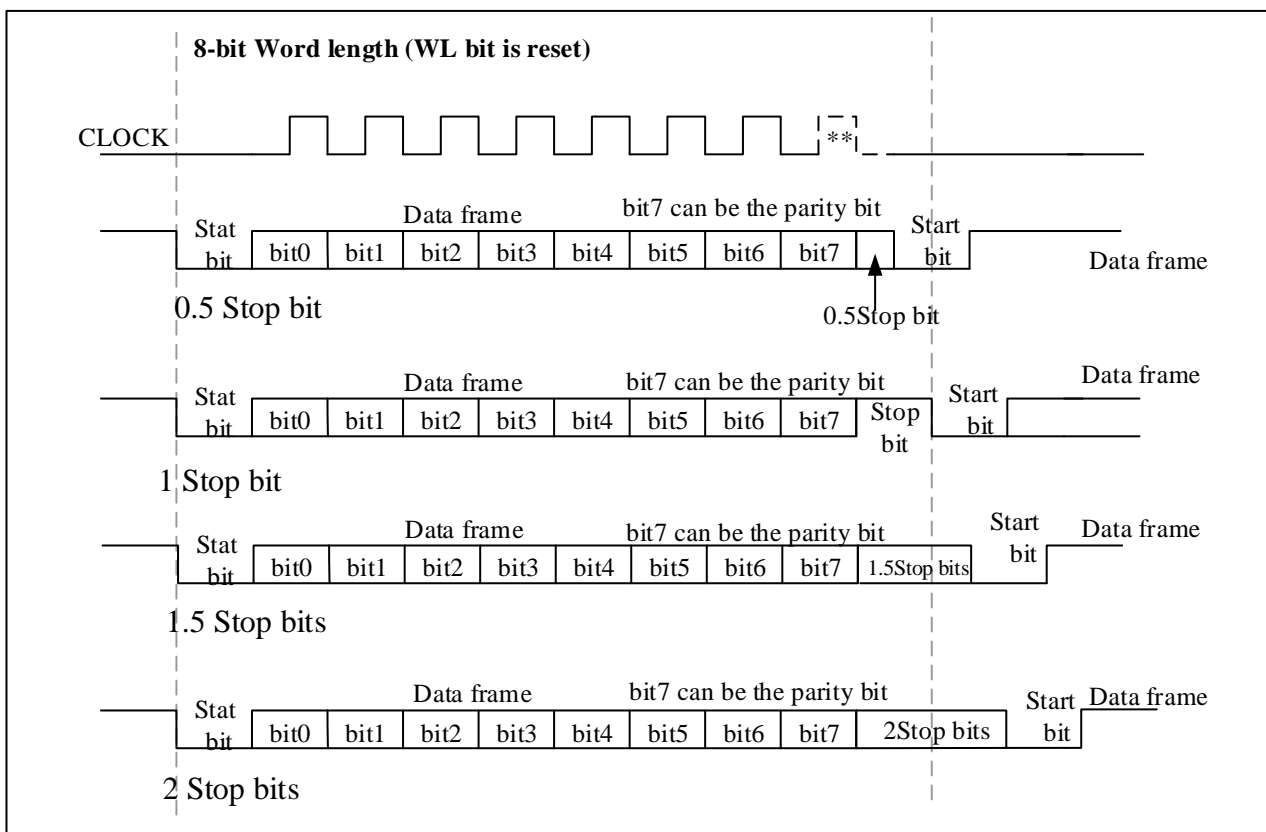 8-bit Word length (WL bit is reset)
CLOCK
**
Stat
bit
Data frame
bit7 can be the parity bit
Start
bit
bit0 bit1 bit2 bit3 bit4 bit5 bit6 bit7
Data frame
0.5 Stop bit
0.5Stop bit
Stat
bit
Data frame
bit7 can be the parity bit
Data frame
bit0 bit1 bit2 bit3 bit4 bit5 bit6 bit7
Stop
bit
Start
bit
1 Stop bit
Stat
bit
Data frame
bit7 can be the parity bit
Start
bit
Data frame
bit0 bit1 bit2 bit3 bit4 bit5 bit6 bit7 1.5Stop bits
1.5 Stop bits
Stat
bit
Data frame
bit7 can be the parity bit
Start
bit
Data frame
bit0 bit1 bit2 bit3 bit4 bit5 bit6 bit7 2Stop bits
2 Stop bits